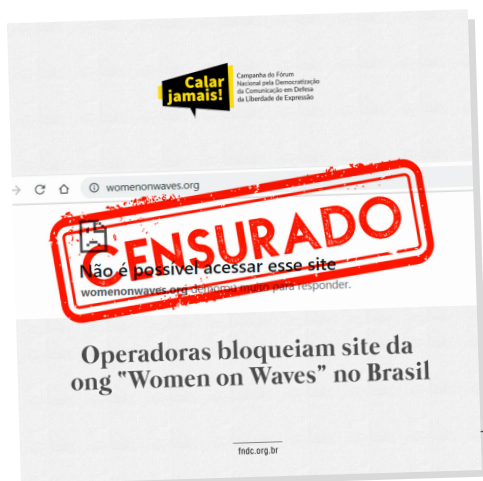 Calar
jamais!
Campanha do Fórum
Nacional pela Democratização
da Comunicação em Defesa
da Liberdade de Expressão
womenonwaves.org
CENSURADO
Não é possível acessar esse site
womenonwaves.org demorou muito para responder.
Operadoras bloqueiam site da
ong “Women on Waves” no Brasil
fndc.org.br